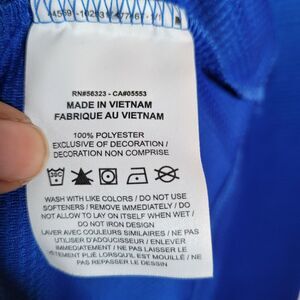 RN#56323 - CA#05553
MADE IN VIETNAM
FABRIQUE AU VIETNAM
100% POLYESTER
EXCLUSIVE OF DECORATION /
DECORATION NON COMPRISE
WASH WITH LIKE COLORS / DO NOT USE
SOFTENERS / REMOVE IMMEDIATELY / DO
NOT ALLOW TO LAY ON ITSELF WHEN WET /
DO NOT IRON DESIGN
LAVER AVEC COULEURS SIMILAIRES / NE PAS
UTILISER D'ADOUCISSEUR / ENLEVER
IMMÉDIATEMENT / NE PAS LAISSER LE
VÊTEMENT PLIÉ LORSQU'IL EST MOUILLÉ / NE
PAS REPASSER LE DESSIN